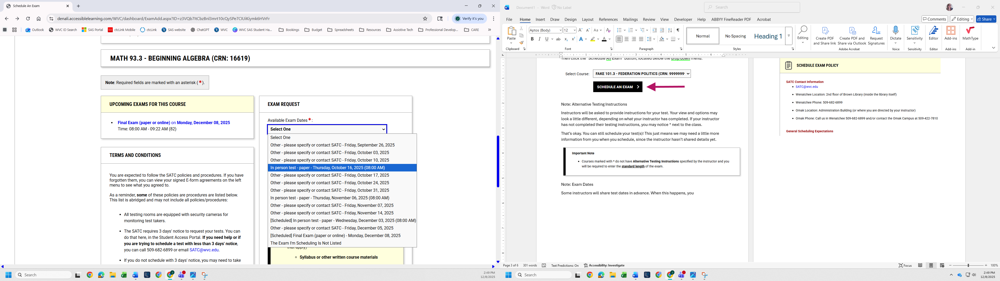 Schedule An Exam
denali.accessiblelearning.com/WVC/dashboard/ExamAdd.aspx?ID=z3VQb7ItCbzBnl3mrt10cQySPe7CIUiKiymk6HVrFr
Verify it's you
Outlook
WVC ID Search
SAS Portal
ctcLink Mobile
ctcLink
SAS website
ChatGPT
WVC
WVC SAS Student Ha...
Bookings
Budget
Spreadsheets
Resources
Assistive Tech
Professional Develop...
CARE
MATH 93.3 - BEGINNING ALGEBRA (CRN: 16619)
Note: Required fields are marked with an asterisk (*).
UPCOMING EXAMS FOR THIS COURSE
Final Exam (paper or online) on Monday, December 08, 2025
Time: 08:00 AM - 09:22 AM (82)
TERMS AND CONDITIONS
You are expected to follow the SATC policies and procedures. If you have
forgotten them, you can view your signed E-form agreements on the left
menu to see what you agreed to.
As a reminder, some of these policies are procedures are listed below.
This list is abridged and may not include all policies/procedures:
• All testing rooms are equipped with security cameras for
monitoring test takers.
• The SATC requires 3 days' notice to request your tests. You can
do that here, in the Student Access Portal. If you need help or if
you are trying to schedule a test with less than 3 days' notice,
you can call 509-682-6899 or email SATC@wvc.edu.
• If you do not schedule with 3 days' notice, you may need to take
EXAM REQUEST
Available Exam Dates *:
Select One
Select One
Other - please specify or contact SATC - Friday, September 26, 2025
Other - please specify or contact SATC - Friday, October 03, 2025
Other - please specify or contact SATC - Friday, October 10, 2025
In person test - paper - Thursday, October 16, 2025 (08:00 AM)
Other - please specify or contact SATC - Friday, October 17, 2025
Other - please specify or contact SATC - Friday, October 24, 2025
Other - please specify or contact SATC - Friday, October 31, 2025
In person test - paper - Thursday, November 06, 2025 (08:00 AM)
Other - please specify or contact SATC - Friday, November 07, 2025
Other - please specify or contact SATC - Friday, November 14, 2025
[Scheduled] In person test - paper - Wednesday, December 03, 2025 (08:00 AM)
Other - please specify or contact SATC - Friday, December 05, 2025
[Scheduled] Final Exam (paper or online) - Monday, December 08, 2025
The Exam I'm Scheduling Is Not Listed
that apply)
Syllabus or other written course materials
Search
2:49 PM
12/8/2025
Document1 - Word
No Label
Search
File Home Insert Draw Design Layout References Mailings Review View Developer Help ABBYY FineReader PDF Acrobat
Comments
Editing
Share
Paste
Clipboard
Aptos (Body)
12
Font
Paragraph
Normal
No Spacing
Heading 1
Styles
Editing
Create PDF
and Share link
Create PDF and
Share via Outlook
Request
Signatures
Adobe Acrobat
Dictate
Voice
Sensitivity
Sensitivity
Editor
Editor
Add-ins
Add-ins
MathType
Add-in
Then click the "Schedule An Exam" button, located below the drop down menu.
Select Course:
FAKE 101.3 - FEDERATION POLITICS (CRN: 9999999
SCHEDULE AN EXAM
Note: Alternative Testing Instructions
Instructors will be asked to provide instructions for your test. Your view and options may
look a little different, depending on what your instructor has completed. If your instructor
has not completed their testing instructions, you may notice * next to the class.
That's okay. You can still schedule your test(s)! This just means we may need a little more
information from you when you schedule, since the instructor hasn't shared details yet.
Important Note
• Courses marked with * do not have Alternative Testing Instructions specified by the instructor and you
will be required to enter the standard length of the exam.
Note: Exam Dates
Some instructors will share test dates in advance. When this happens, you
SCHEDULE EXAM POLICY
SATC Contact Information
• SATC@wvc.edu
• Wenatchee Location: 2nd floor of Brown Library (inside the library itself)
• Wenatchee Phone: 509-682-6899
• Omak Location: Administration Building (or where you are directed by your instructor)
• Omak Phone: Call us in Wenatchee 509-682-6899 and/or contact the Omak Campus at 509-422-7810
General Scheduling Expectations
Page 3 of 6
301 words
Text Predictions: On
Accessibility: Investigate
Focus
100%
Search
2:49 PM
12/8/2025